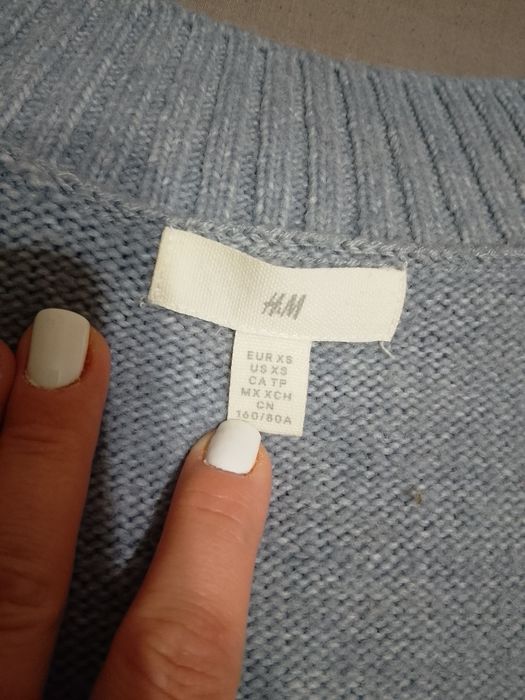 H&M
EUR XS
US XS
CA TP
MX XCH
CN
160/80A